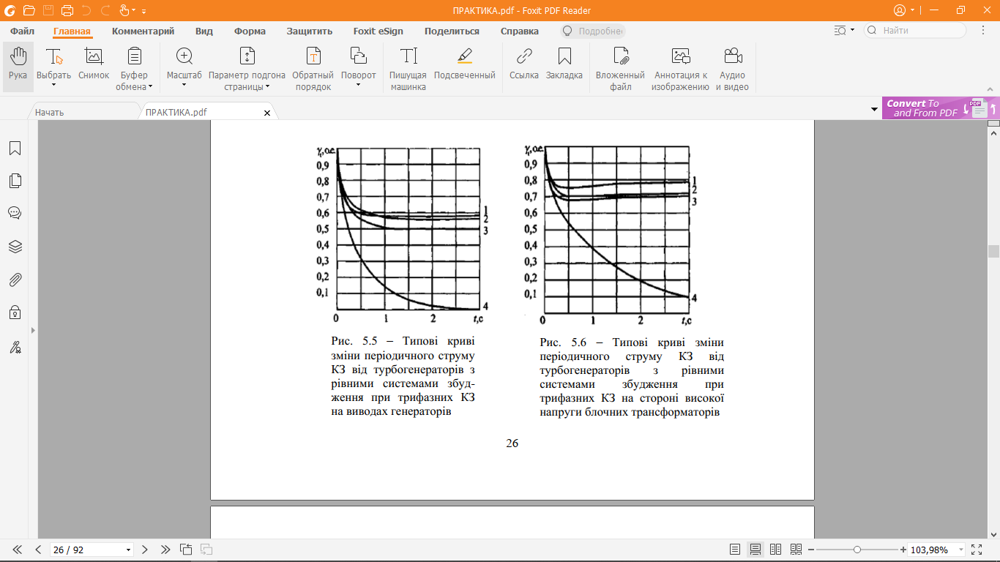 ПРАКТИКА.pdf - Foxit PDF Reader
Файл Главная Комментарий Вид Форма Защитить Foxit eSign Поделиться Справка Подробнее Найти
Рука Выбрать Снимок Буфер обмена Масштаб Параметр подгона страницы Обратный порядок Поворот Пишущая машинка Подсвеченный Ссылка Закладка Вложенный файл Аннотация к изображению Аудио и видео
Начать ПРАКТИКА.pdf Convert To and From PDF PDF
γt,о.е.
0,9
0,8
0,7
0,6
0,5
0,4
0,3
0,2
0,1
0 1 2 t,c
1
2
3
4
γt,о.е.
0,9
0,8
0,7
0,6
0,5
0,4
0,3
0,2
0,1
0 1 2 t,c
1
2
3
4
Рис. 5.5 – Типові криві
зміни періодичного струму
КЗ від турбогенераторів з
рівними системами збуд-
ження при трифазних КЗ
на виводах генераторів
Рис. 5.6 – Типові криві зміни
періодичного струму КЗ від
турбогенераторів з рівними
системами збудження при
трифазних КЗ на стороні високої
напруги блочних трансформаторів
26
26 / 92 103,98%